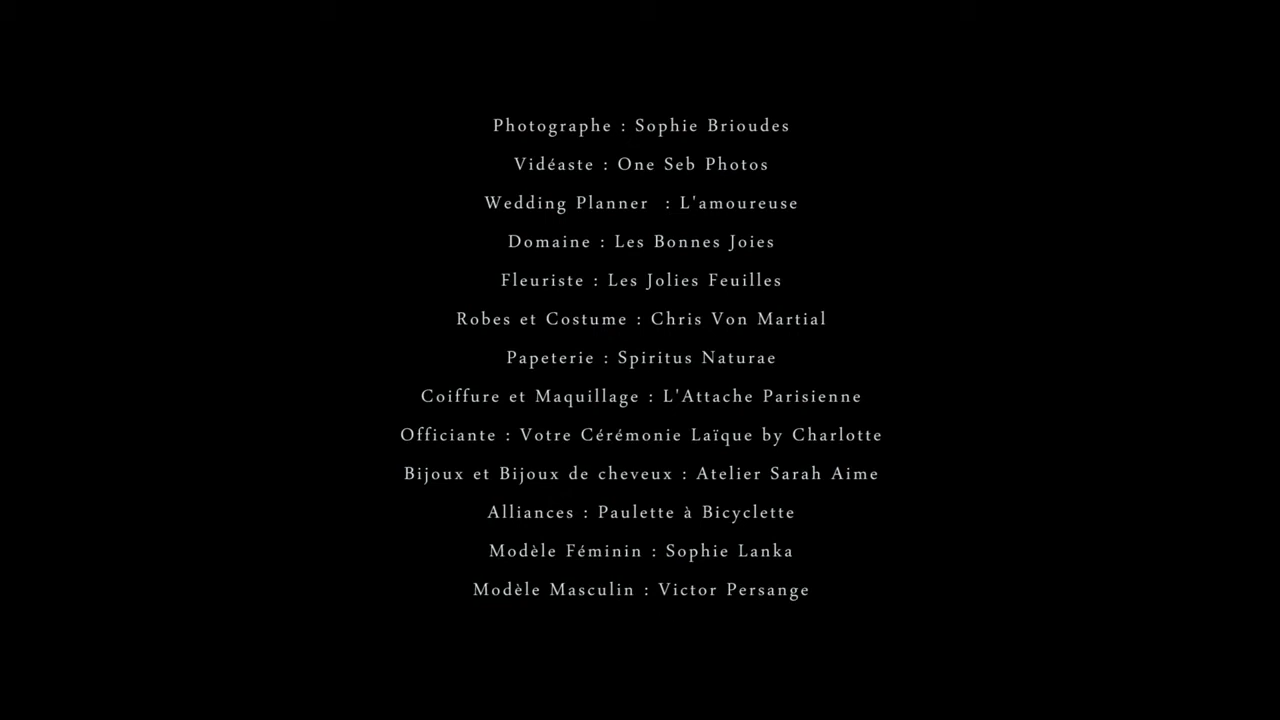 Photographe : Sophie Brioudes
Vidéaste : One Seb Photos
Wedding Planner  : L'amoureuse
Domaine : Les Bonnes Joies
Fleuriste : Les Jolies Feuilles
Robes et Costume : Chris Von Martial
Papeterie : Spiritus Naturae
Coiffure et Maquillage : L'Attache Parisienne
Officiante : Votre Cérémonie Laïque by Charlotte
Bijoux et Bijoux de cheveux : Atelier Sarah Aime
Alliances : Paulette à Bicyclette
Modèle Féminin : Sophie Lanka
Modèle Masculin : Victor Persange